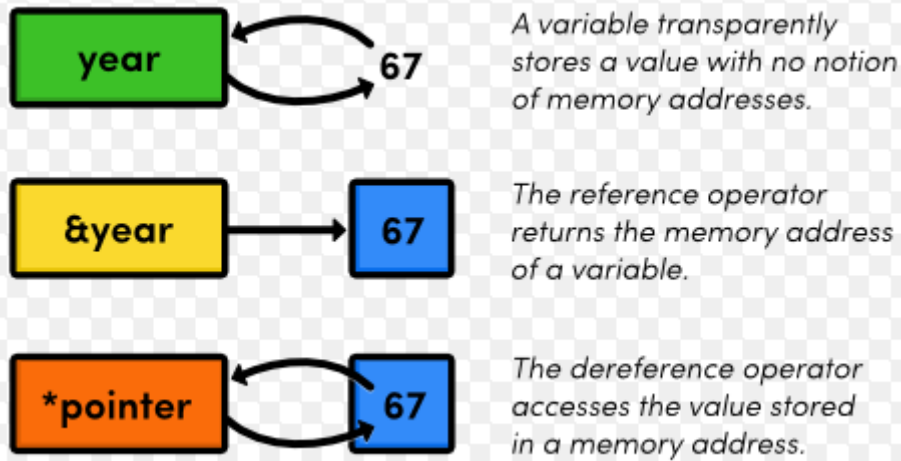 year
67
A variable transparently
stores a value with no notion
of memory addresses.
&year
67
The reference operator
returns the memory address
of a variable.
*pointer
67
The dereference operator
accesses the value stored
in a memory address.